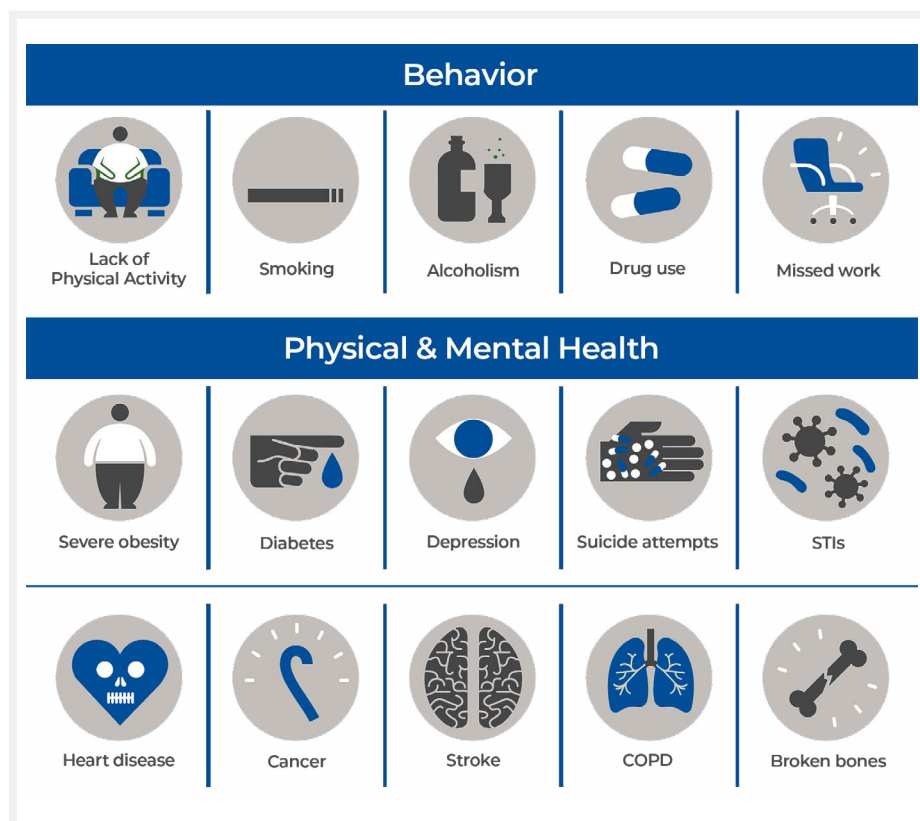 Behavior
Lack of
Physical Activity
Smoking
Alcoholism
Drug use
Missed work
Physical & Mental Health
Severe obesity
Diabetes
Depression
Suicide attempts
STIs
Heart disease
Cancer
Stroke
COPD
Broken bones